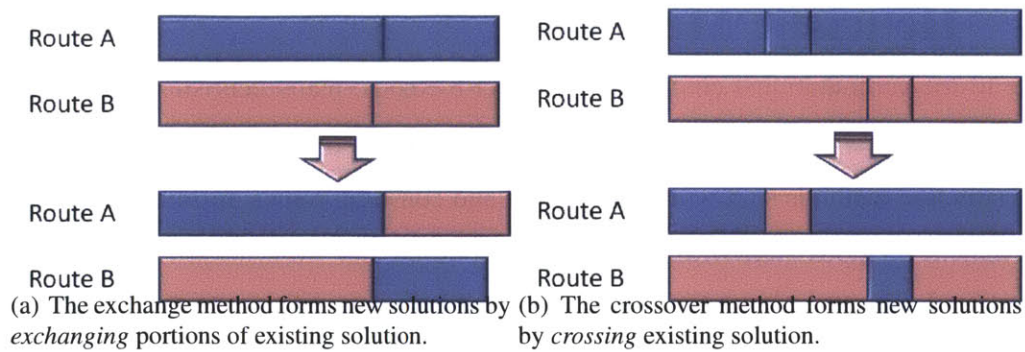 Route A
Route B
Route A
Route B
(a) The exchange method forms new solutions by
exchanging portions of existing solution.
Route A
Route B
Route A
Route B
(b) The crossover method forms new solutions
by crossing existing solution.